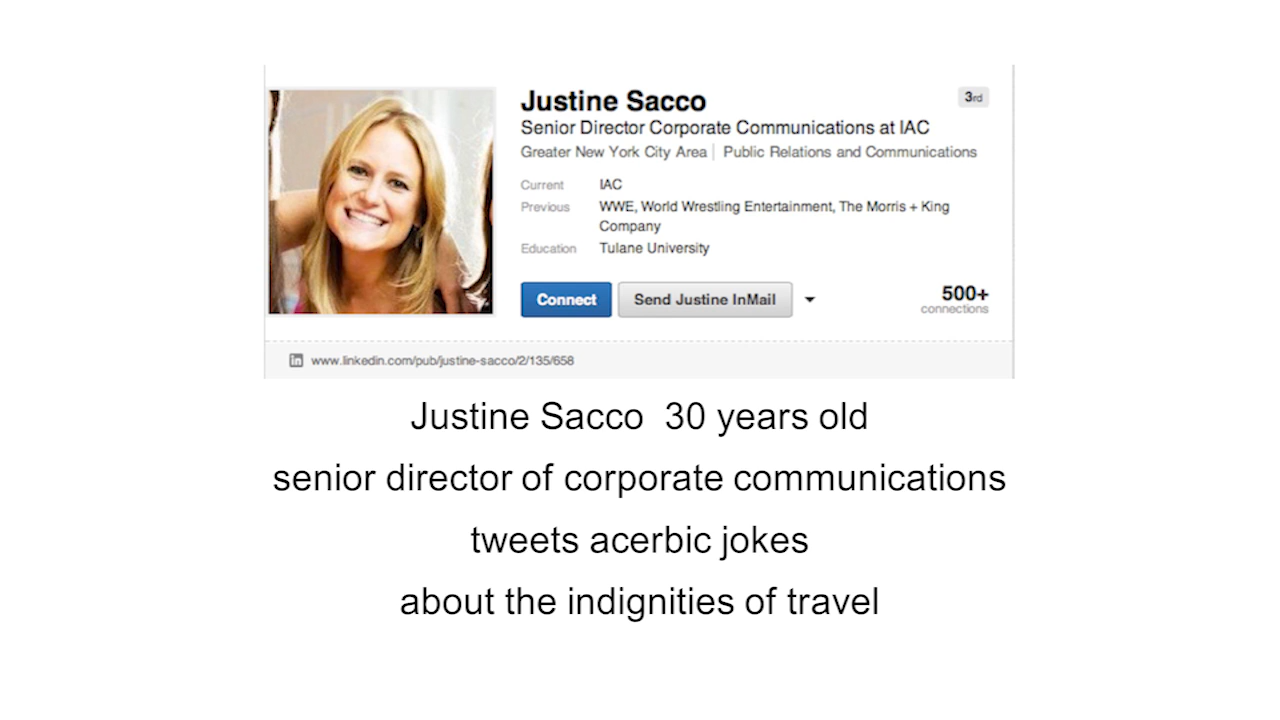 Justine Sacco
3rd
Senior Director Corporate Communications at IAC
Greater New York City Area | Public Relations and Communications
Current IAC
Previous WWE, World Wrestling Entertainment, The Morris + King
Company
Education Tulane University
Connect Send Justine InMail 500+
connections
in www.linkedin.com/pub/justine-sacco/2/135/658
Justine Sacco 30 years old
senior director of corporate communications
tweets acerbic jokes
about the indignities of travel